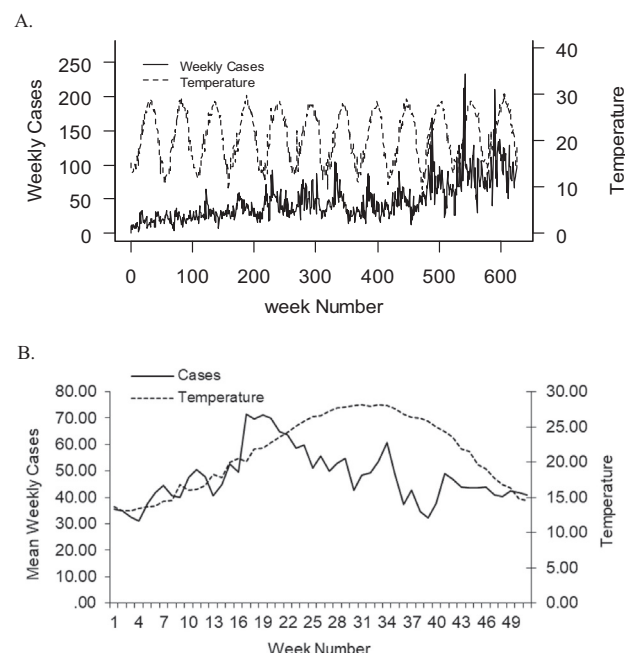 A.
Weekly Cases
Temperature
250
200
150
100
50
0
Weekly Cases
40
30
20
10
0
Temperature
0 100 200 300 400 500 600
week Number
B.
Cases
Temperature
80.00
70.00
60.00
50.00
40.00
30.00
20.00
10.00
.00
Mean Weekly Cases
30.00
25.00
20.00
15.00
10.00
5.00
0.00
Temperature
1 4 7 10 13 16 19 22 25 28 31 34 37 40 43 46 49
Week Number